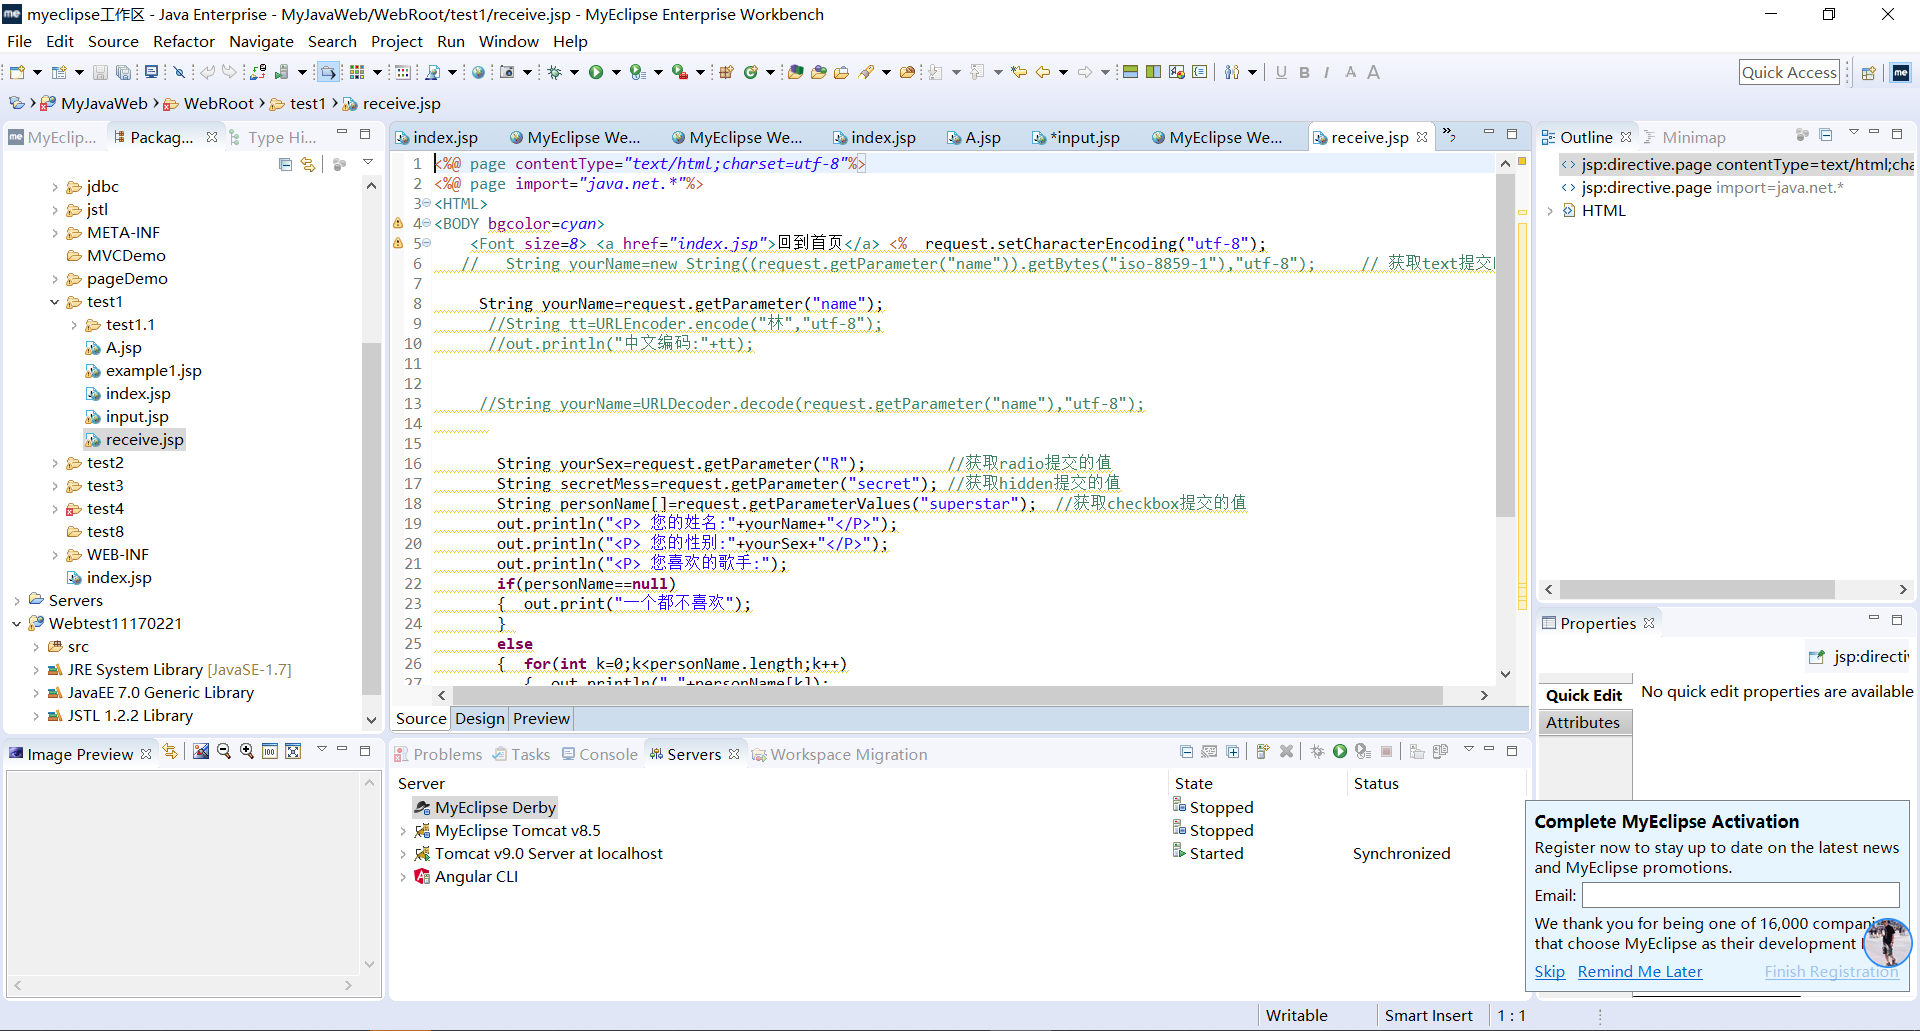 myeclipse工作区 - Java Enterprise - MyJavaWeb/WebRoot/test1/receive.jsp - MyEclipse Enterprise Workbench
File Edit Source Refactor Navigate Search Project Run Window Help
Quick Access
MyJavaWeb WebRoot test1 receive.jsp
MyEclip... Packag... Type Hi...
jdbc
jstl
META-INF
MVCDemo
pageDemo
test1
test1.1
A.jsp
example1.jsp
index.jsp
input.jsp
receive.jsp
test2
test3
test4
test8
WEB-INF
index.jsp
Servers
Webtest11170221
src
JRE System Library [JavaSE-1.7]
JavaEE 7.0 Generic Library
JSTL 1.2.2 Library
index.jsp MyEclipse We... MyEclipse We... index.jsp A.jsp *input.jsp MyEclipse We... receive.jsp
1 <%@ page contentType="text/html;charset=utf-8"%>
2 <%@ page import="java.net.*"%>
3 <HTML>
4 <BODY bgcolor=cyan>
5 <Font size=8> <a href="index.jsp">回到首页</a> <% request.setCharacterEncoding("utf-8");
6 // String yourName=new String((request.getParameter("name")).getBytes("iso-8859-1"),"utf-8"); // 获取text提交
7
8 String yourName=request.getParameter("name");
9 //String tt=URLEncoder.encode("林","utf-8");
10 //out.println("中文编码:"+tt);
11
12
13 //String yourName=URLDecoder.decode(request.getParameter("name"),"utf-8");
14
15
16 String yourSex=request.getParameter("R"); //获取radio提交的值
17 String secretMess=request.getParameter("secret"); //获取hidden提交的值
18 String personName[]=request.getParameterValues("superstar"); //获取checkbox提交的值
19 out.println("<P> 您的姓名:"+yourName+"</P>");
20 out.println("<P> 您的性别:"+yourSex+"</P>");
21 out.println("<P> 您喜欢的歌手:");
22 if(personName==null)
23 { out.print("一个都不喜欢");
24 }
25 else
26 { for(int k=0;k<personName.length;k++)
27 { out.println(" "+personName[k]);
Source Design Preview
Outline Minimap
jsp:directive.page contentType=text/html;cha
jsp:directive.page import=java.net.*
HTML
Properties
jsp:directiv
Quick Edit
No quick edit properties are available
Attributes
Image Preview
Problems Tasks Console Servers Workspace Migration
Server State Status
MyEclipse Derby Stopped
MyEclipse Tomcat v8.5 Stopped
Tomcat v9.0 Server at localhost Started Synchronized
Angular CLI
Complete MyEclipse Activation
Register now to stay up to date on the latest news
and MyEclipse promotions.
Email:
We thank you for being one of 16,000 compani
that choose MyEclipse as their development
Skip Remind Me Later Finish Registration
Writable Smart Insert 1 : 1